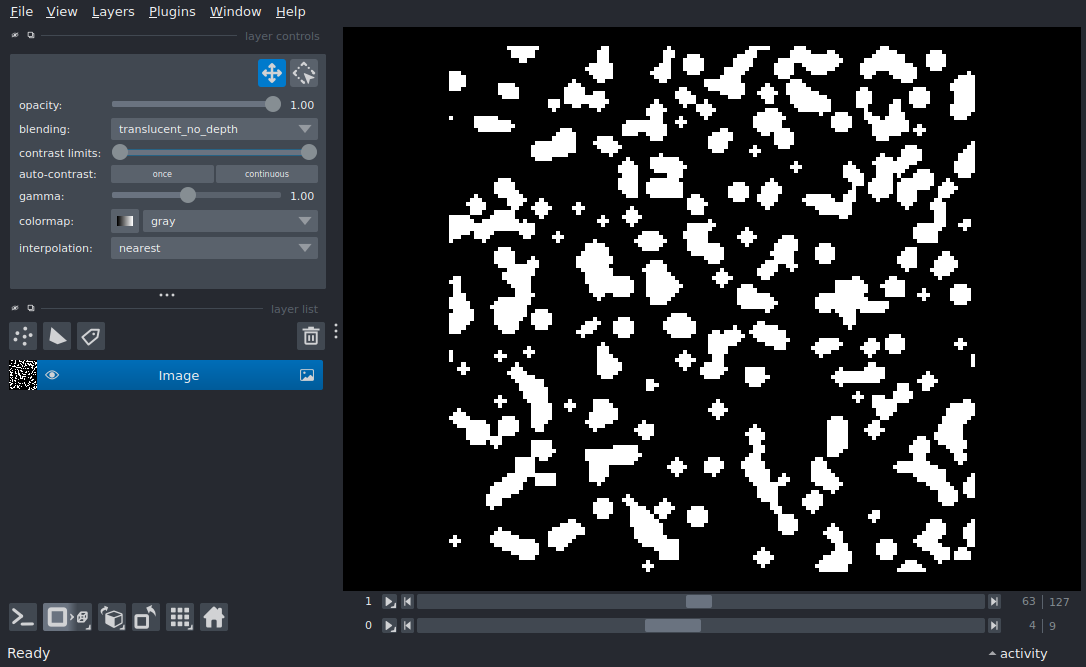 File View Layers Plugins Window Help
layer controls
opacity: 1.00
blending: translucent_no_depth
contrast limits:
auto-contrast: once continuous
gamma: 1.00
colormap: gray
interpolation: nearest
layer list
Image
1 63 127
0 4 9
Ready activity